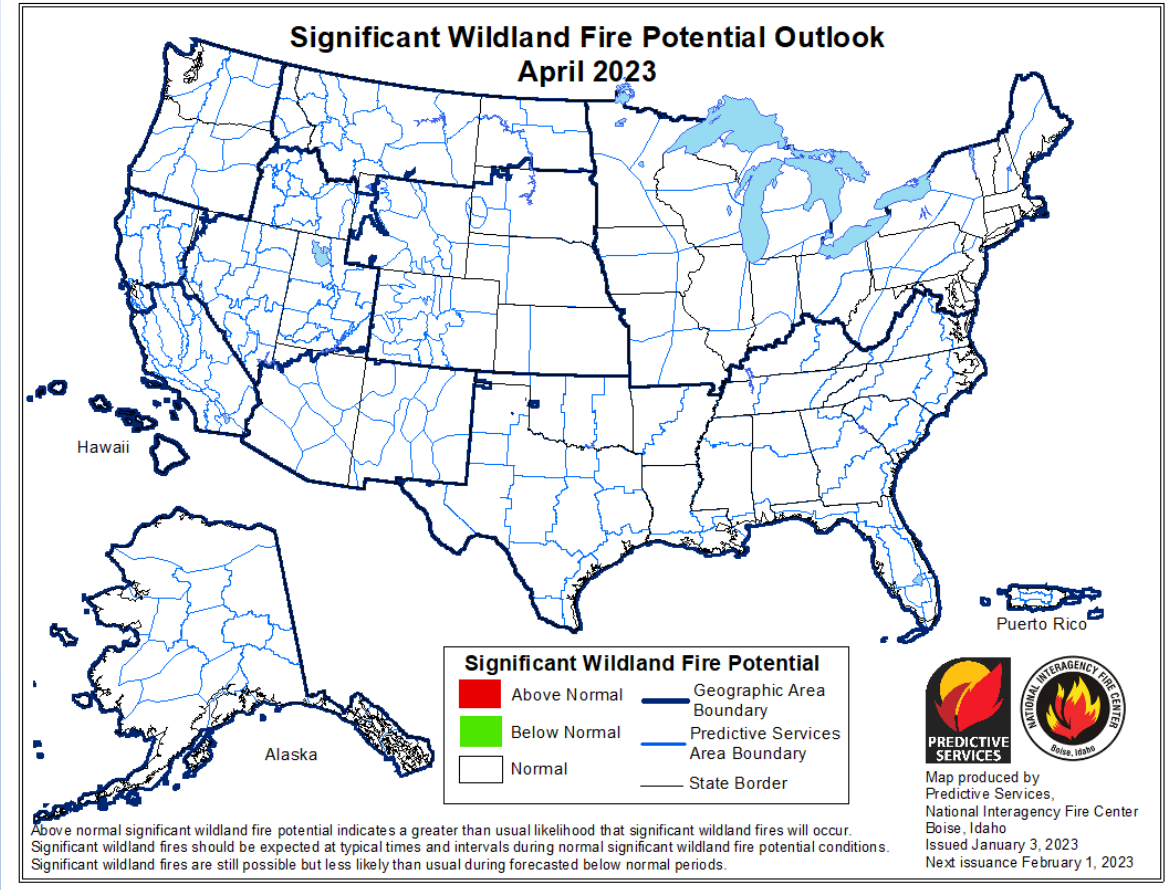 Significant Wildland Fire Potential Outlook
April 2023
Hawaii
Alaska
Puerto Rico
Significant Wildland Fire Potential
Above Normal
Below Normal
Normal
Geographic Area
Boundary
Predictive Services
Area Boundary
State Border
PREDICTIVE
SERVICES
NATIONAL INTERAGENCY FIRE CENTER
Boise, Idaho
Map produced by
Predictive Services,
National Interagency Fire Center
Boise, Idaho
Issued January 3, 2023
Next issuance February 1, 2023
Above normal significant wildland fire potential indicates a greater than usual likelihood that significant wildland fires will occur.
Significant wildland fires should be expected at typical times and intervals during normal significant wildland fire potential conditions.
Significant wildland fires are still possible but less likely than usual during forecasted below normal periods.